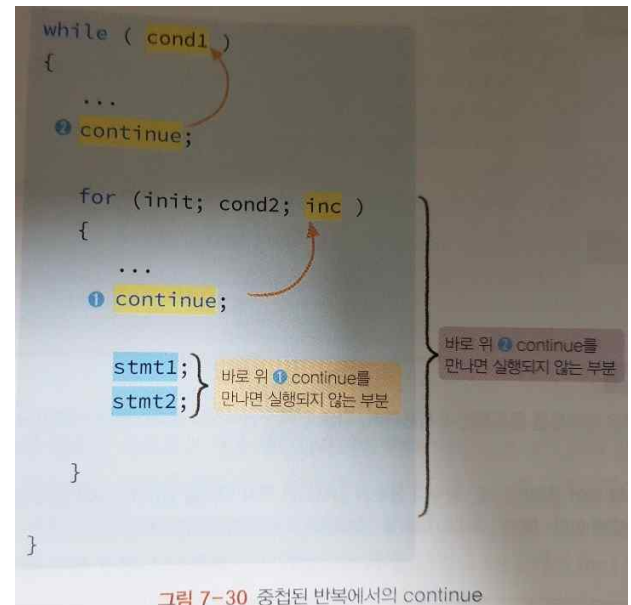 while ( cond1 )
{
...
❷ continue;
for (init; cond2; inc )
{
...
❶ continue;
stmt1;
stmt2;
바로 위 ❶ continue를
만나면 실행되지 않는 부분
}
바로 위 ❷ continue를
만나면 실행되지 않는 부분
}
그림 7-30 중첩된 반복에서의 continue